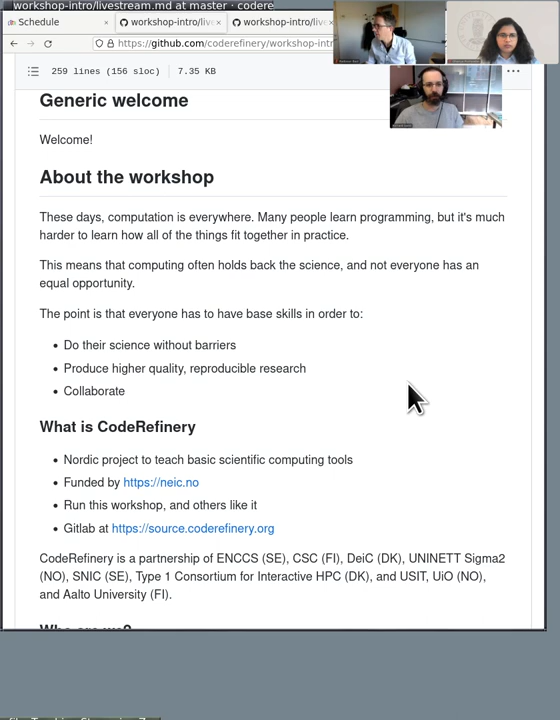 workshop-intro/livestream.md at master · codere
Schedule
workshop-intro/live
workshop-intro/live
https://github.com/coderefinery/workshop-intr
259 lines (156 sloc)
7.35 KB
Generic welcome
Welcome!
About the workshop
These days, computation is everywhere. Many people learn programming, but it's much
harder to learn how all of the things fit together in practice.
This means that computing often holds back the science, and not everyone has an
equal opportunity.
The point is that everyone has to have base skills in order to:
• Do their science without barriers
• Produce higher quality, reproducible research
• Collaborate
What is CodeRefinery
• Nordic project to teach basic scientific computing tools
• Funded by https://neic.no
• Run this workshop, and others like it
• Gitlab at https://source.coderefinery.org
CodeRefinery is a partnership of ENCCS (SE), CSC (FI), DeiC (DK), UNINETT Sigma2
(NO), SNIC (SE), Type 1 Consortium for Interactive HPC (DK), and USIT, UiO (NO),
and Aalto University (FI).
Who are we?